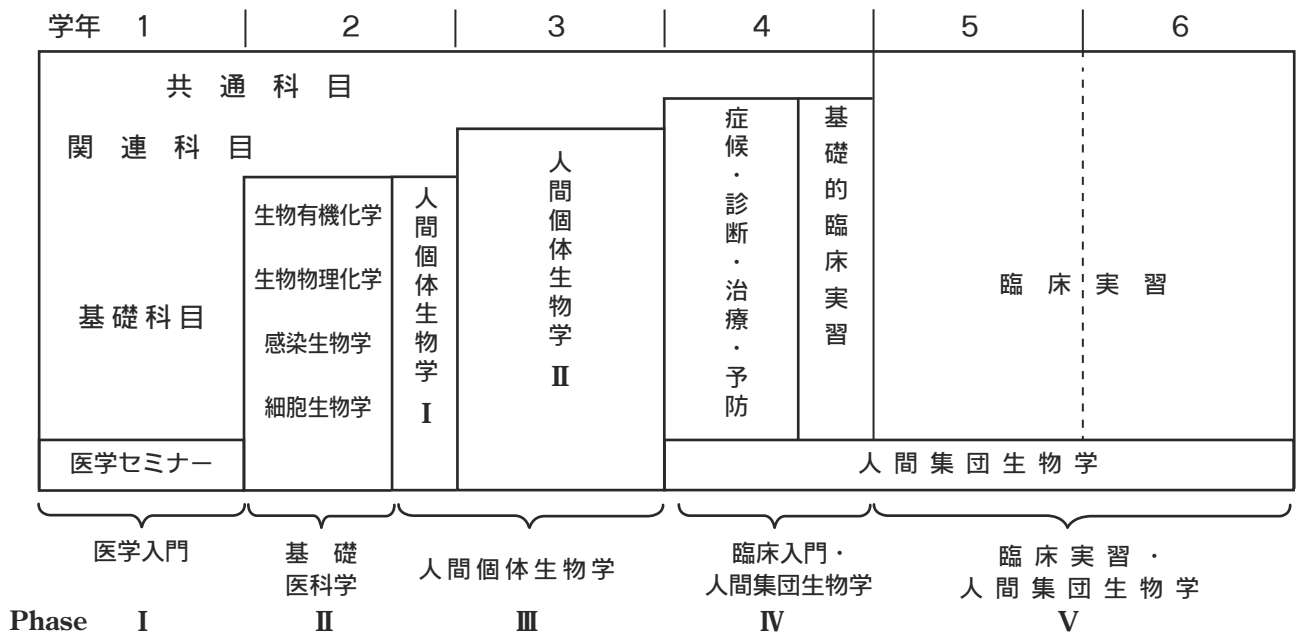 学年 1 2 3 4 5 6
共通科目
関連科目
基礎科目
医学セミナー
生物有機化学
生物物理化学
感染生物学
細胞生物学
人間個体生物学Ⅰ
人間個体生物学Ⅱ
症候・診断・治療・予防
基礎的臨床実習
臨床実習
人間集団生物学
医学入門
基礎
医科学
人間個体生物学
臨床入門・
人間集団生物学
臨床実習・
人間集団生物学
Phase Ⅰ Ⅱ Ⅲ Ⅳ Ⅴ